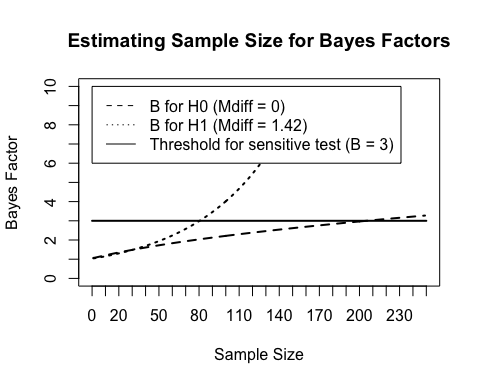 Estimating Sample Size for Bayes Factors
10
8
6
4
2
0
Bayes Factor
B for H0 (Mdiff = 0)
B for H1 (Mdiff = 1.42)
Threshold for sensitive test (B = 3)
0 20 50 80 110 140 170 200 230
Sample Size